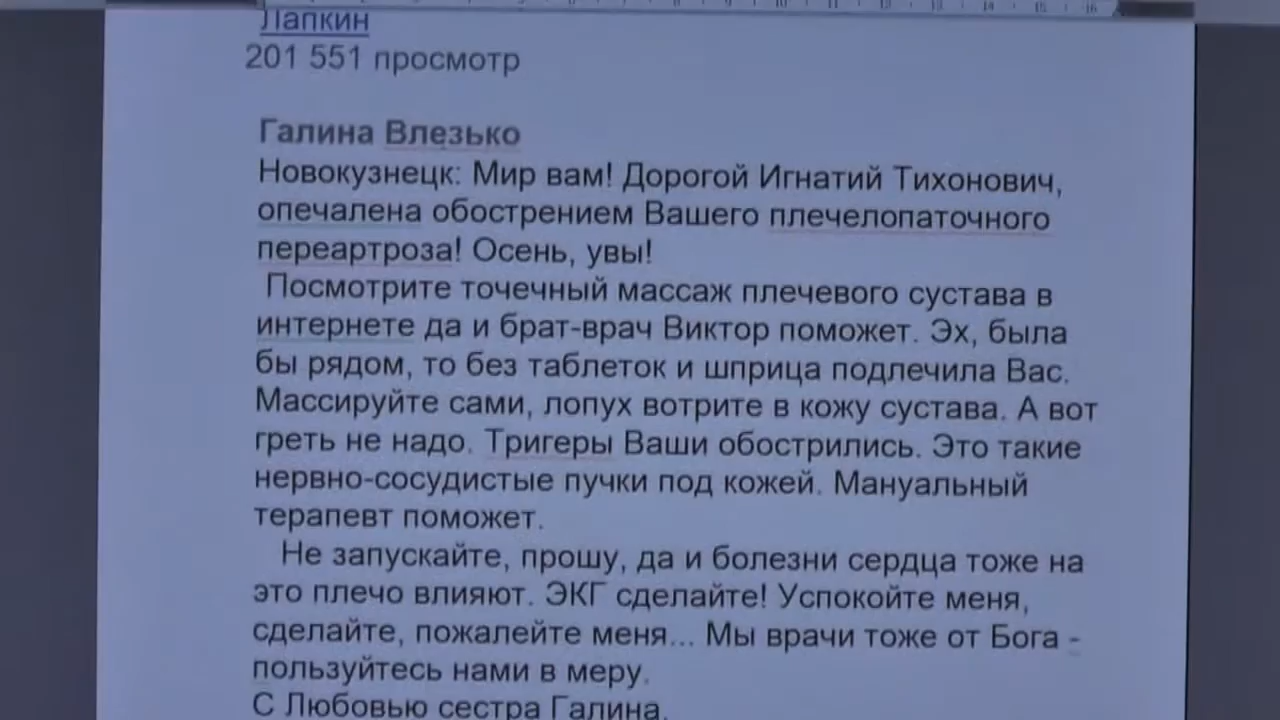 Лапкин
201 551 просмотр
Галина Влезько
Новокузнецк: Мир вам! Дорогой Игнатий Тихонович,
опечалена обострением Вашего плечелопаточного
переартроза! Осень, увы!
Посмотрите точечный массаж плечевого сустава в
интернете да и брат-врач Виктор поможет. Эх, была
бы рядом, то без таблеток и шприца подлечила Вас.
Массируйте сами, лопух вотрите в кожу сустава. А вот
греть не надо. Тригеры Ваши обострились. Это такие
нервно-сосудистые пучки под кожей. Мануальный
терапевт поможет.
Не запускайте, прошу, да и болезни сердца тоже на
это плечо влияют. ЭКГ сделайте! Успокойте меня,
сделайте, пожалейте меня... Мы врачи тоже от Бога -
пользуйтесь нами в меру.
С Любовью сестра Галина.